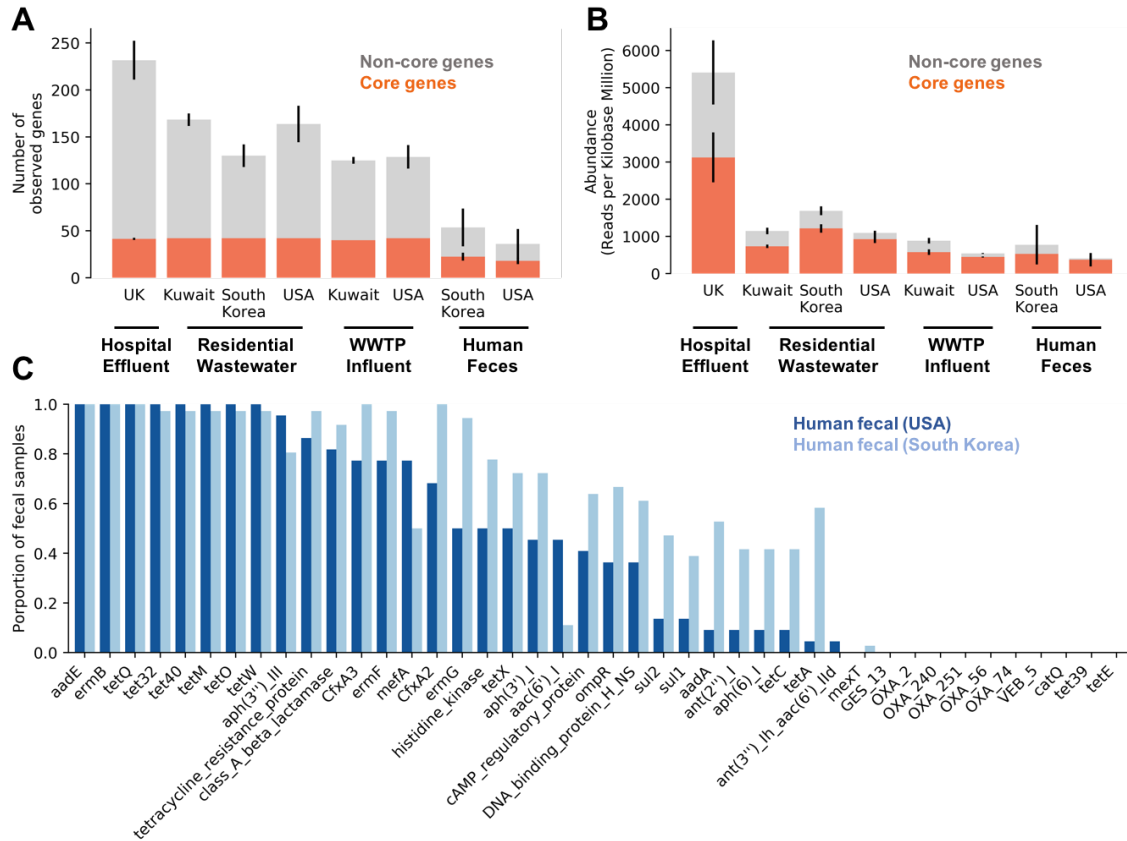 A
Number of
observed genes
250
200
150
100
50
0
Non-core genes
Core genes
UK
Kuwait
South
Korea
USA
Kuwait
USA
South
Korea
USA
Hospital
Effluent
Residential
Wastewater
WWTP
Influent
Human
Feces
B
Abundance
(Reads per Kilobase Million)
6000
5000
4000
3000
2000
1000
0
Non-core genes
Core genes
UK
Kuwait
South
Korea
USA
Kuwait
USA
South
Korea
USA
Hospital
Effluent
Residential
Wastewater
WWTP
Influent
Human
Feces
C
Porportion of fecal samples
1.0
0.8
0.6
0.4
0.2
0.0
Human fecal (USA)
Human fecal (South Korea)
aadE
ermB
tetQ
tet32
tet40
tetM
tetO
tetW
aph(3'')_III
tetracycline_resistance_protein
class_A_beta_lactamase
CfxA3
ermF
mefA
CfxA2
ermG
histidine_kinase
tetX
aph(3')_I
aac(6')_I
cAMP_regulatory_protein
ompR
DNA_binding_protein_H_NS
sul2
sul1
aadA
ant(2'')_I
aph(6)_I
tetC
tetA
ant(3'')_Ih_aac(6')_IId
mexT
GES_13
OXA_2
OXA_240
OXA_251
OXA_56
OXA_74
VEB_5
catQ
tet39
tetE